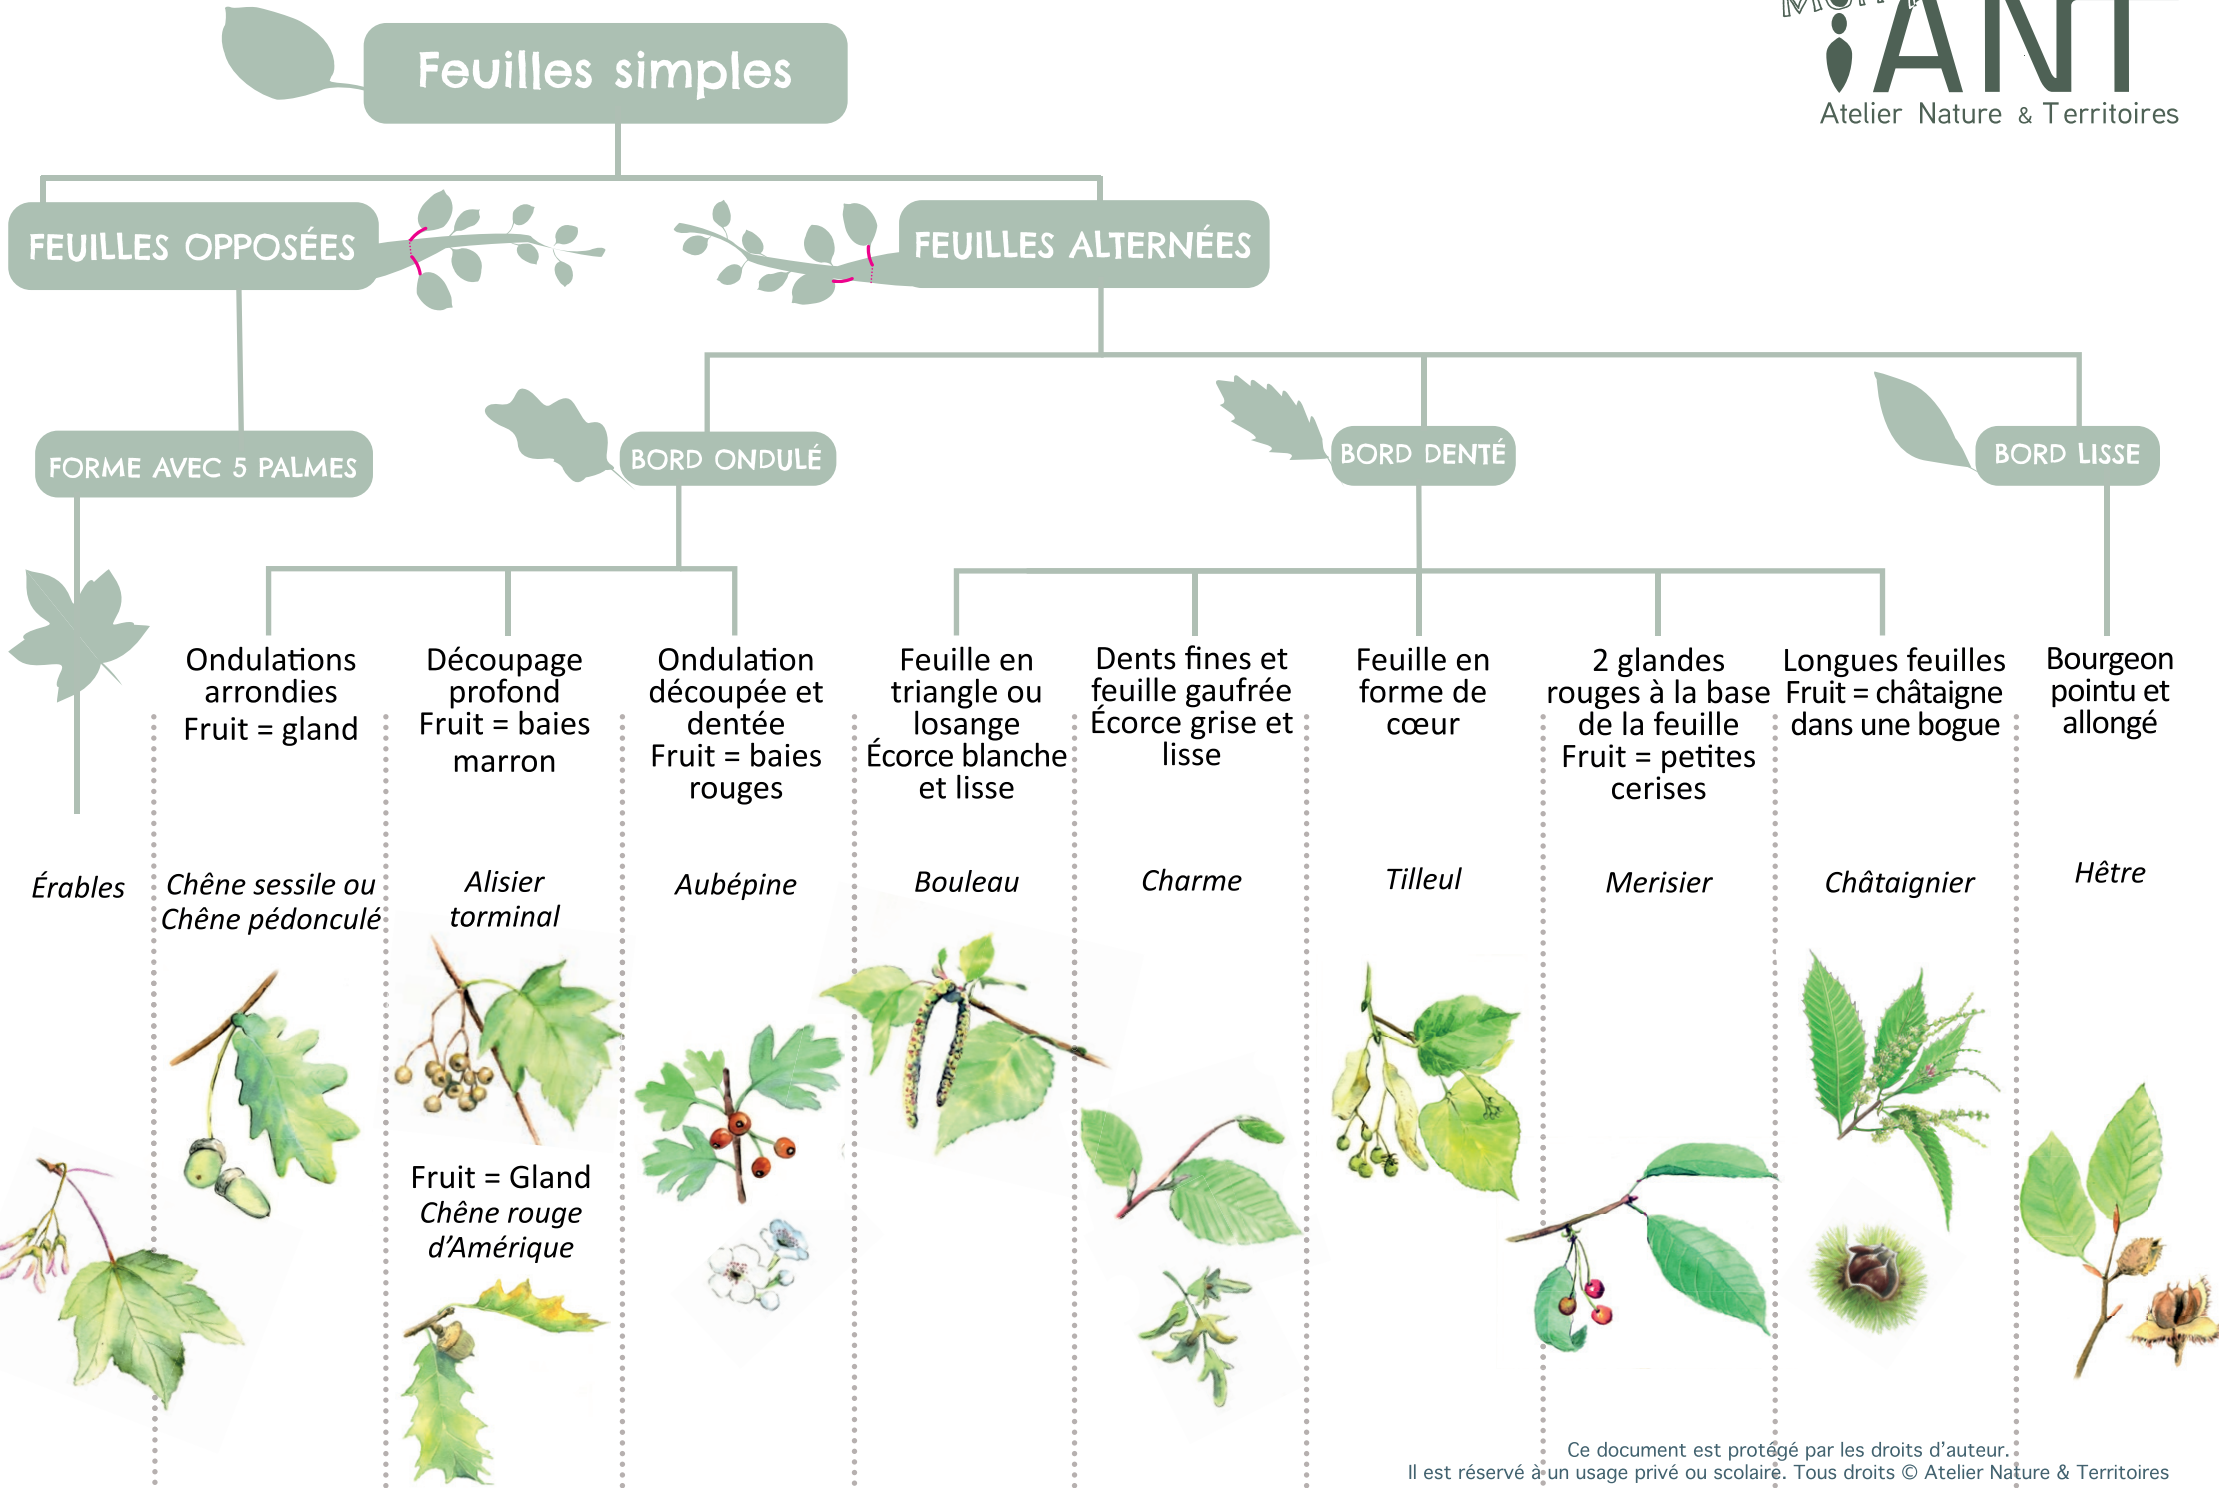 Feuilles simples
ANT
Atelier Nature & Territoires
FEUILLES OPPOSÉES
FEUILLES ALTERNÉES
FORME AVEC 5 PALMES
BORD ONDULÉ
BORD DENTÉ
BORD LISSE
Érables
Ondulations
arrondies
Fruit = gland
Chêne sessile ou
Chêne pédonculé
Découpage
profond
Fruit = baies
marron
Alisier
torminal
Fruit = Gland
Chêne rouge
d'Amérique
Ondulation
découpée et
dentée
Fruit = baies
rouges
Aubépine
Feuille en
triangle ou
losange
Écorce blanche
et lisse
Bouleau
Dents fines et
feuille gaufrée
Écorce grise et
lisse
Charme
Feuille en
forme de
cœur
Tilleul
2 glandes
rouges à la base
de la feuille
Fruit = petites
cerises
Merisier
Longues feuilles
Fruit = châtaigne
dans une bogue
Châtaignier
Bourgeon
pointu et
allongé
Hêtre
Ce document est protégé par les droits d'auteur.
Il est réservé à un usage privé ou scolaire. Tous droits © Atelier Nature & Territoires